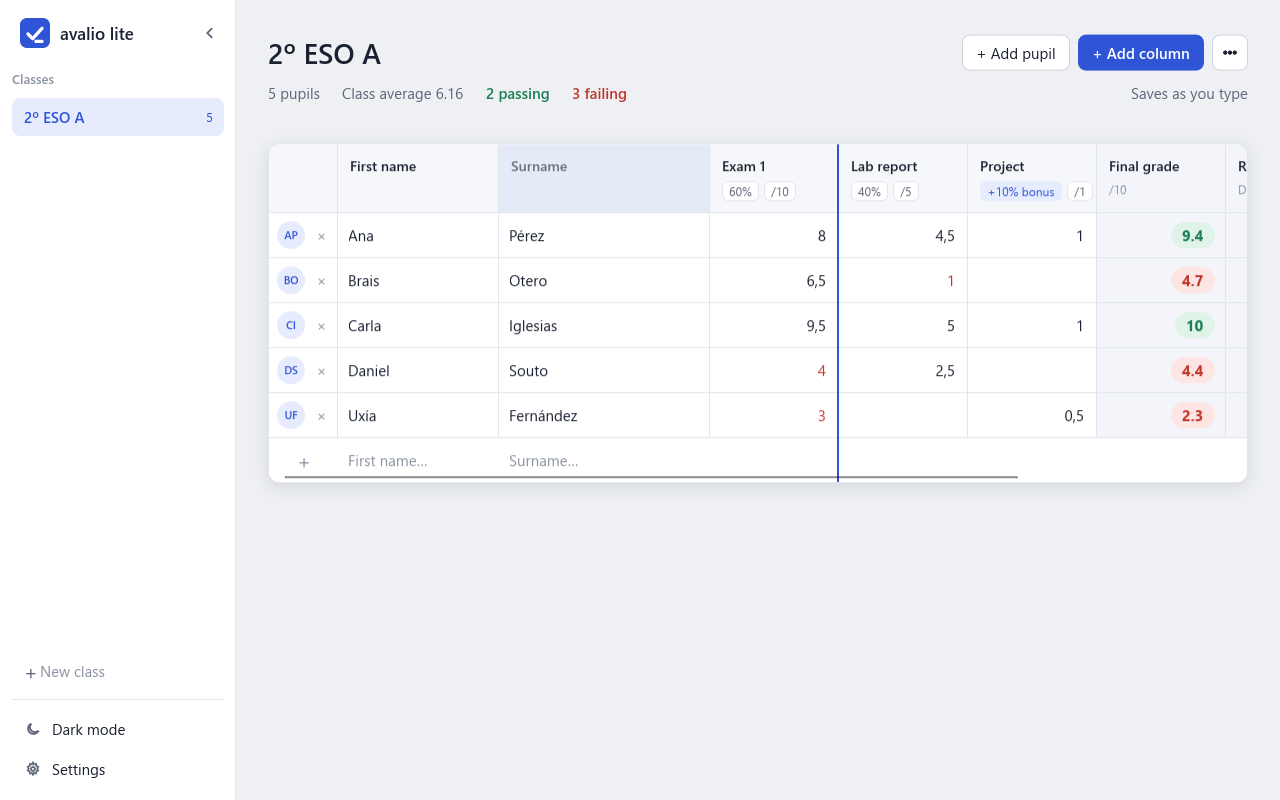 avalio lite
Classes
2º ESO A 5
+ New class
Dark mode
Settings
2º ESO A
+ Add pupil + Add column •••
5 pupils Class average 6.16 2 passing 3 failing Saves as you type
First name Surname Exam 1 Lab report Project Final grade R
60% /10 40% /5 +10% bonus /1 /10 D
AP × Ana Pérez 8 4,5 1 9.4
BO × Brais Otero 6,5 1 4.7
CI × Carla Iglesias 9,5 5 1 10
DS × Daniel Souto 4 2,5 4.4
UF × Uxía Fernández 3 0,5 2.3
+ First name... Surname...